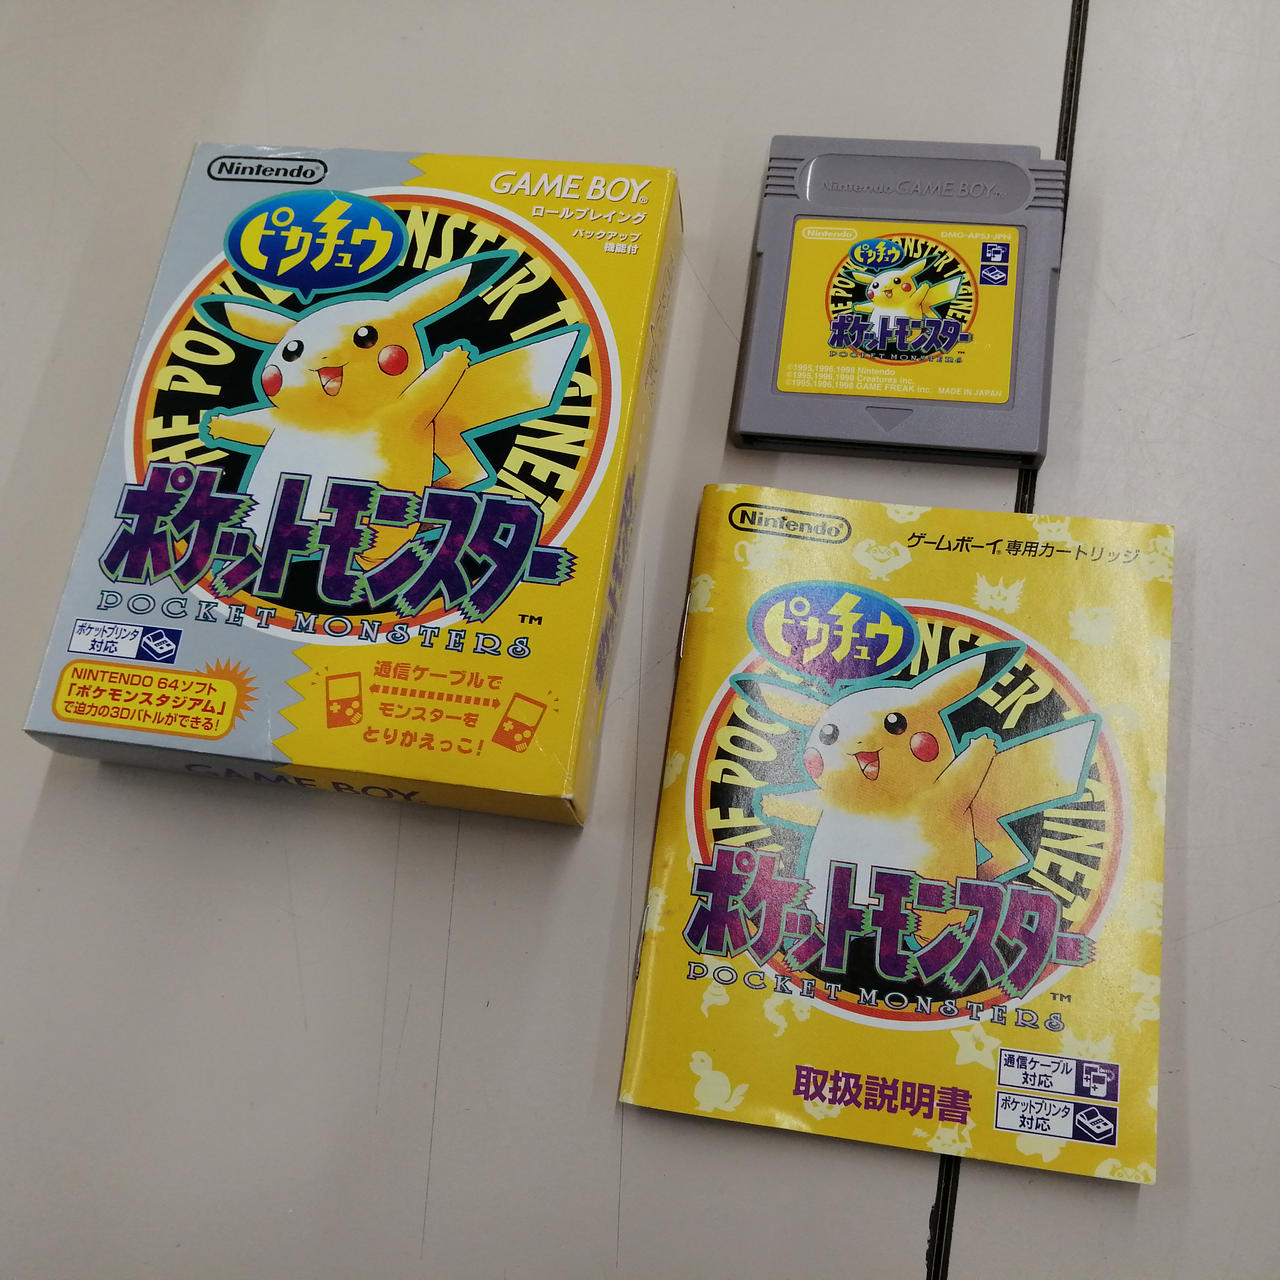 Nintendo®
GAME BOY®
ロールプレイング
バックアップ
機能付
ピカチュウ
ポケットモンスター
POCKET MONSTERS
™
ポケットプリンタ
対応
NINTENDO 64ソフト
「ポケモンスタジアム」
で迫力の3Dバトルができる!
通信ケーブルで
モンスターを
とりかえっこ!
GAME BOY
Nintendo GAME BOY
Nintendo
DMG-APSJ-JPN
ピカチュウ
ポケットモンスター
POCKET MONSTERS
™
©1995,1996,1998 Nintendo
©1995,1996,1998 Creatures inc.
©1995,1996,1998 GAME FREAK inc. MADE IN JAPAN
Nintendo®
ゲームボーイ®専用カートリッジ
ピカチュウ
ポケットモンスター
POCKET MONSTERS
™
取扱説明書
通信ケーブル
対応
ポケットプリンタ
対応